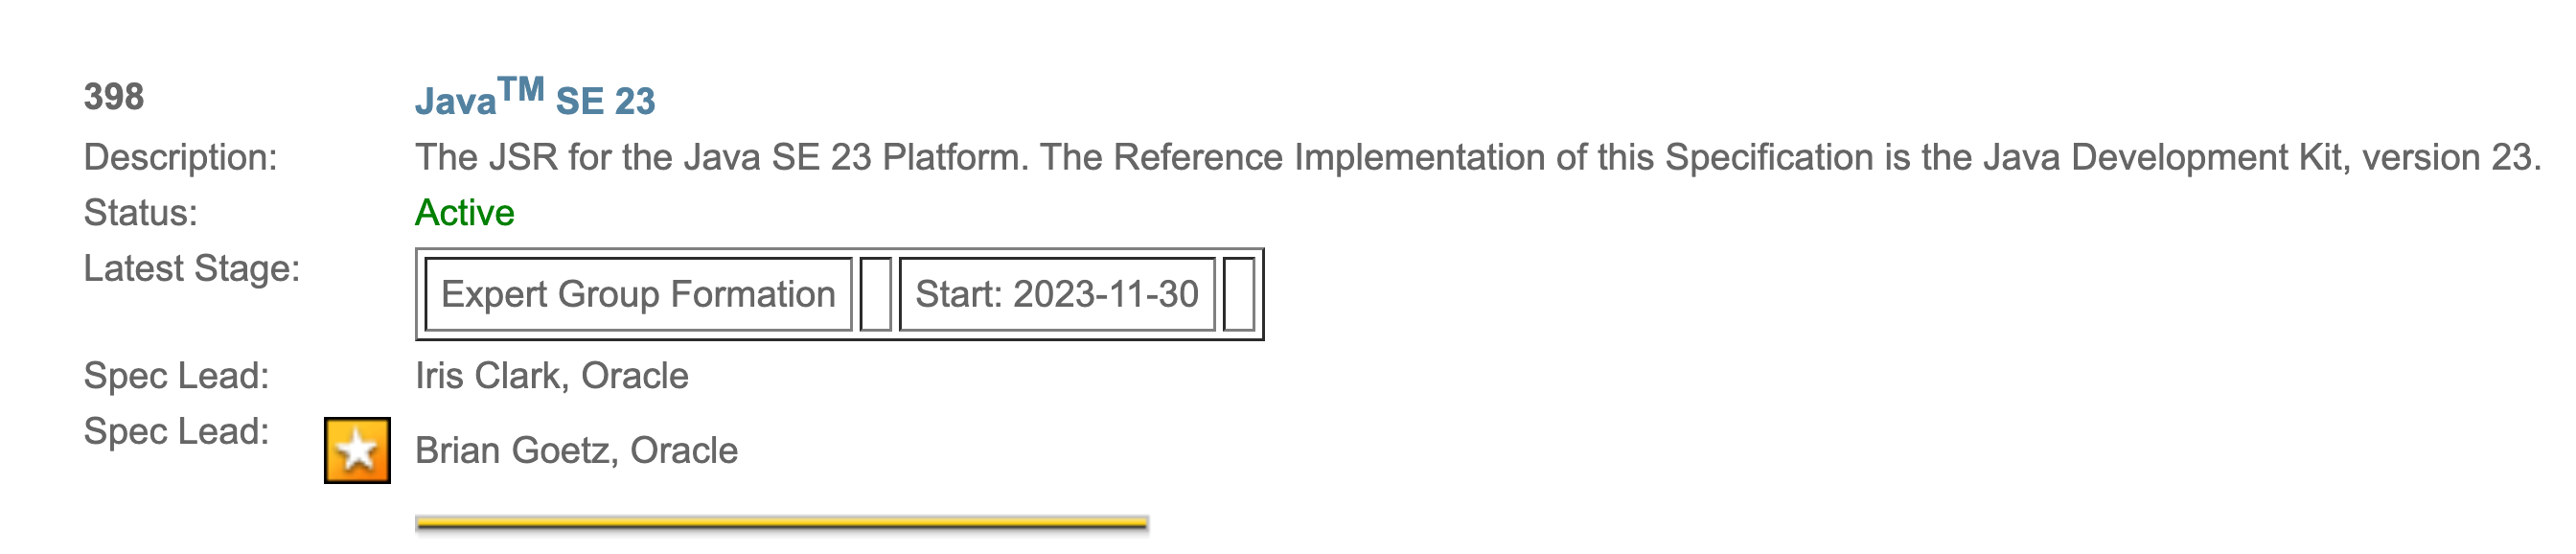 398 Java™ SE 23
Description: The JSR for the Java SE 23 Platform. The Reference Implementation of this Specification is the Java Development Kit, version 23.
Status: Active
Latest Stage: Expert Group Formation Start: 2023-11-30
Spec Lead: Iris Clark, Oracle
Spec Lead: Brian Goetz, Oracle